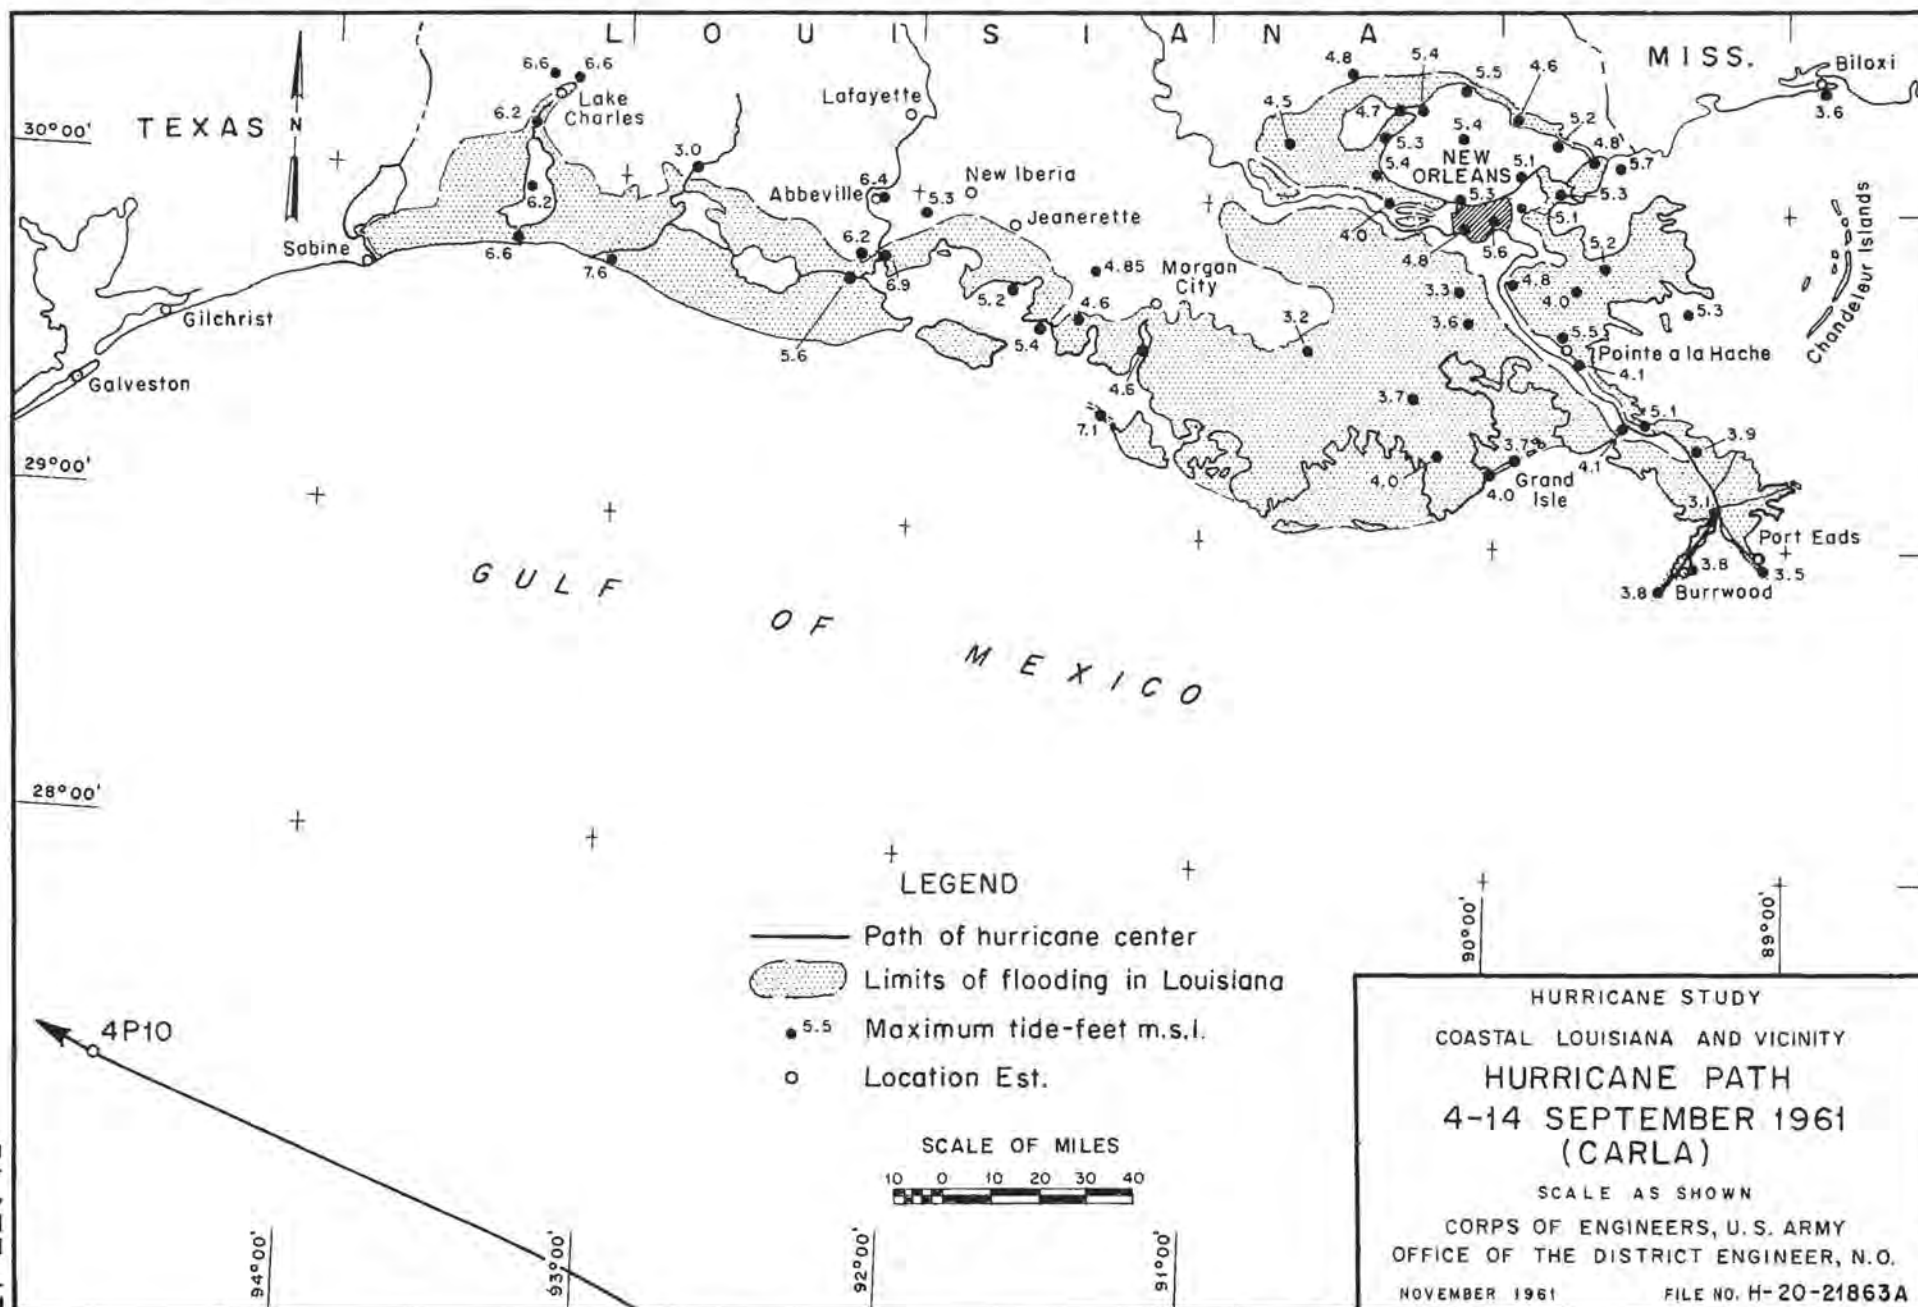 L O U I S I A N A
MISS.
Biloxi
3.6
TEXAS
N
30°00'
6.6
6.6
Lake
Charles
6.2
6.2
Lafayette
3.0
Abbeville
6.4
5.3
New Iberia
Jeanerette
4.8
5.4
5.5
4.6
4.7
4.5
5.3
5.4
5.4
5.2
4.8
5.7
NEW
ORLEANS
5.1
5.3
5.3
5.1
4.0
4.8
5.6
5.2
Sabine
6.6
7.6
6.2
6.9
5.6
5.2
5.4
4.85
4.6
4.6
Morgan
City
3.2
3.3
3.6
4.8
4.0
5.3
5.5
Pointe a la Hache
4.1
Chandeleur Islands
Gilchrist
Galveston
29°00'
7.1
3.7
3.7
4.0
4.0
Grand
Isle
4.1
5.1
3.9
3.1
Port Eads
3.5
3.8
3.8
Burrwood
GULF OF MEXICO
28°00'
LEGEND
Path of hurricane center
Limits of flooding in Louisiana
5.5 Maximum tide-feet m.s.l.
Location Est.
4P10
SCALE OF MILES
10 0 10 20 30 40
94°00'
93°00'
92°00'
91°00'
90°00'
89°00'
HURRICANE STUDY
COASTAL LOUISIANA AND VICINITY
HURRICANE PATH
4-14 SEPTEMBER 1961
(CARLA)
SCALE AS SHOWN
CORPS OF ENGINEERS, U.S. ARMY
OFFICE OF THE DISTRICT ENGINEER, N.O.
NOVEMBER 1961 FILE NO. H-20-21863A